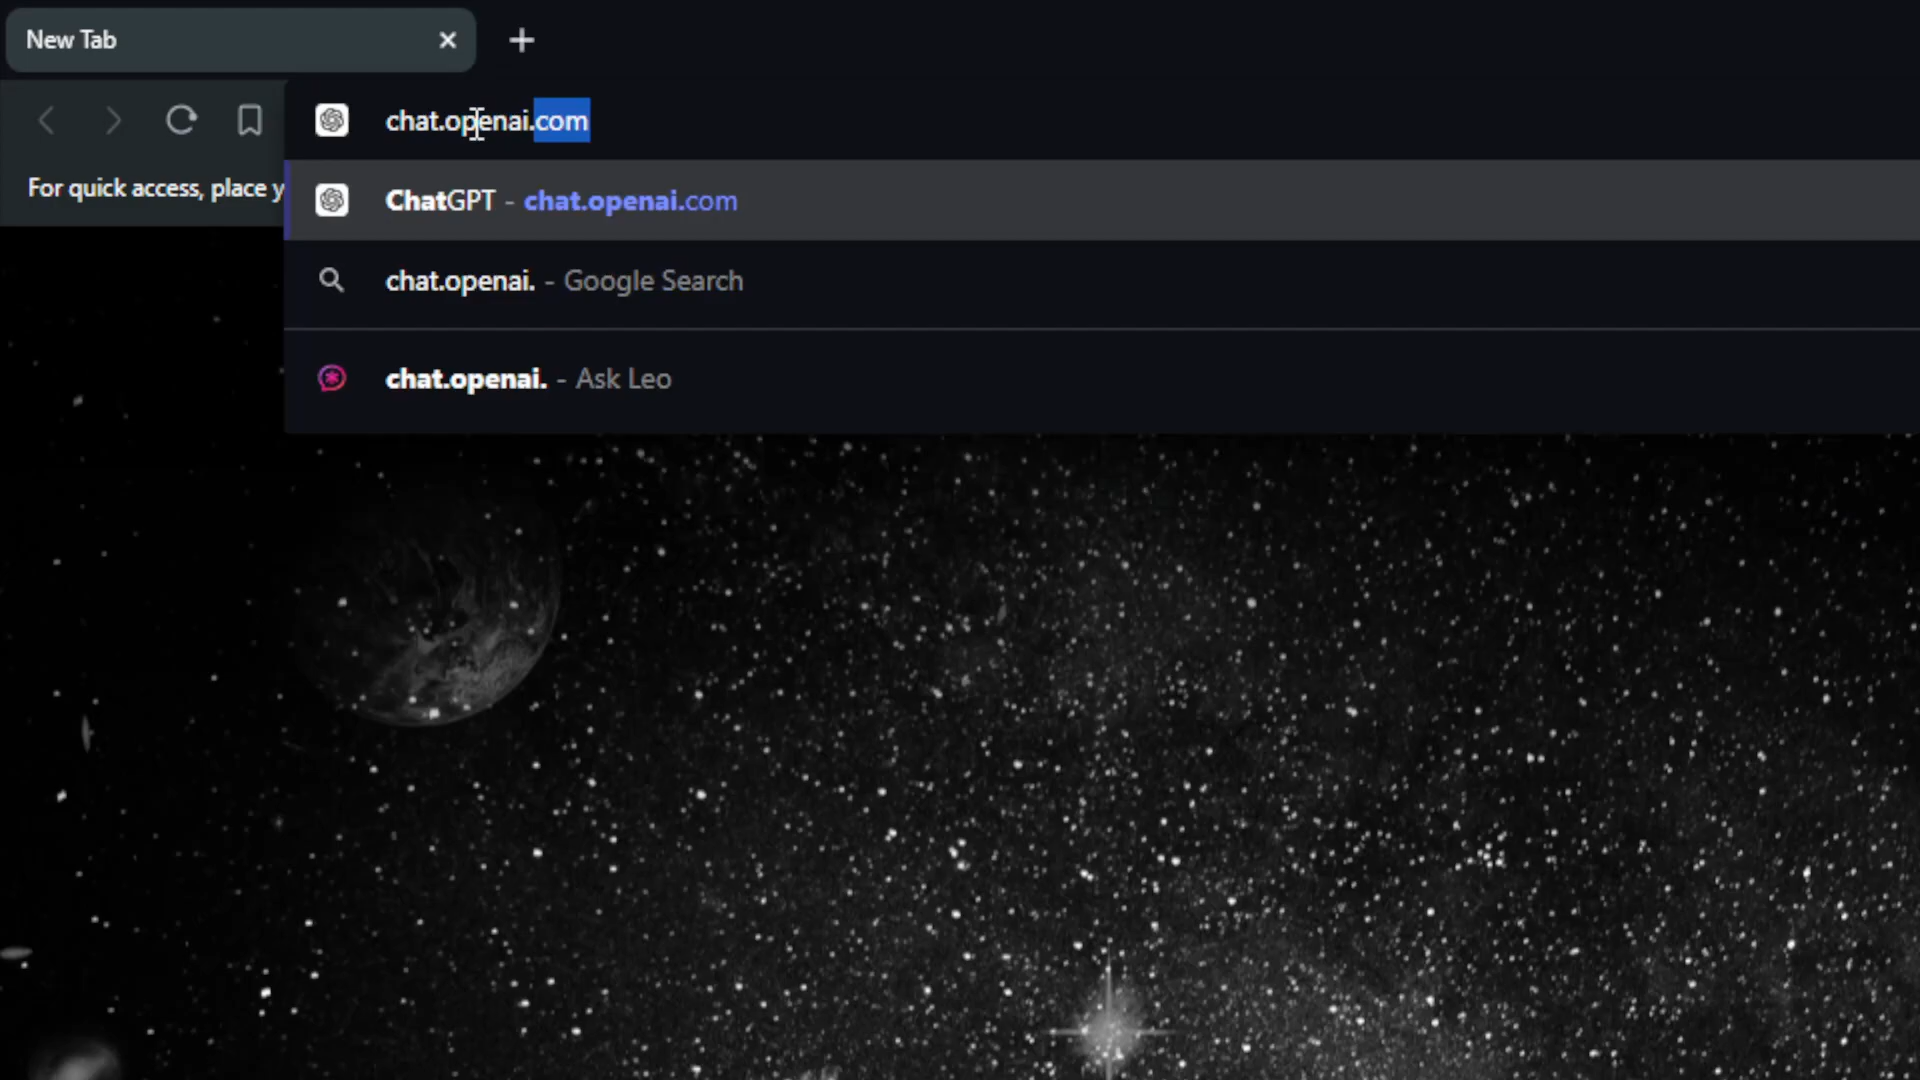 New Tab
chat.openai.com
For quick access, place y
ChatGPT - chat.openai.com
chat.openai. - Google Search
chat.openai. - Ask Leo